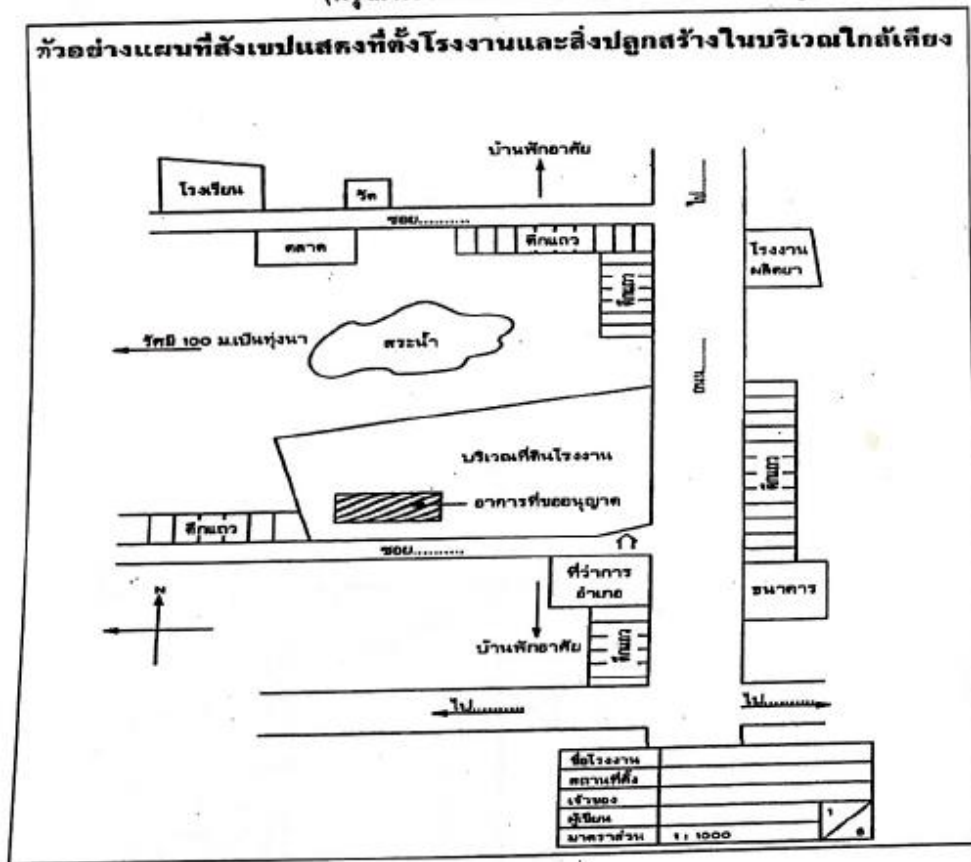 ตัวอย่างแผนที่สังเขปแสดงที่ตั้งโรงงานและสิ่งปลูกสร้างในบริเวณใกล้เคียง
บ้านพักอาศัย
ไป..........
โรงเรียน
วัด
ซอย..........
ตลาด
ตึกแถว
ตึกแถว
โรงงาน
ผลิตยา
รัศมี 100 ม.เป็นทุ่งนา
สระน้ำ
ถนน..........
บริเวณที่ดินโรงงาน
อาคารที่ขออนุญาต
ตึกแถว
ตึกแถว
ซอย..........
ที่ว่าการ
อำเภอ
ธนาคาร
N
บ้านพักอาศัย
ตึกแถว
ไป..........
ไป..........
ชื่อโรงงาน
สถานที่ตั้ง
เจ้าของ
ผู้เขียน
1/6
มาตราส่วน 1 : 1000